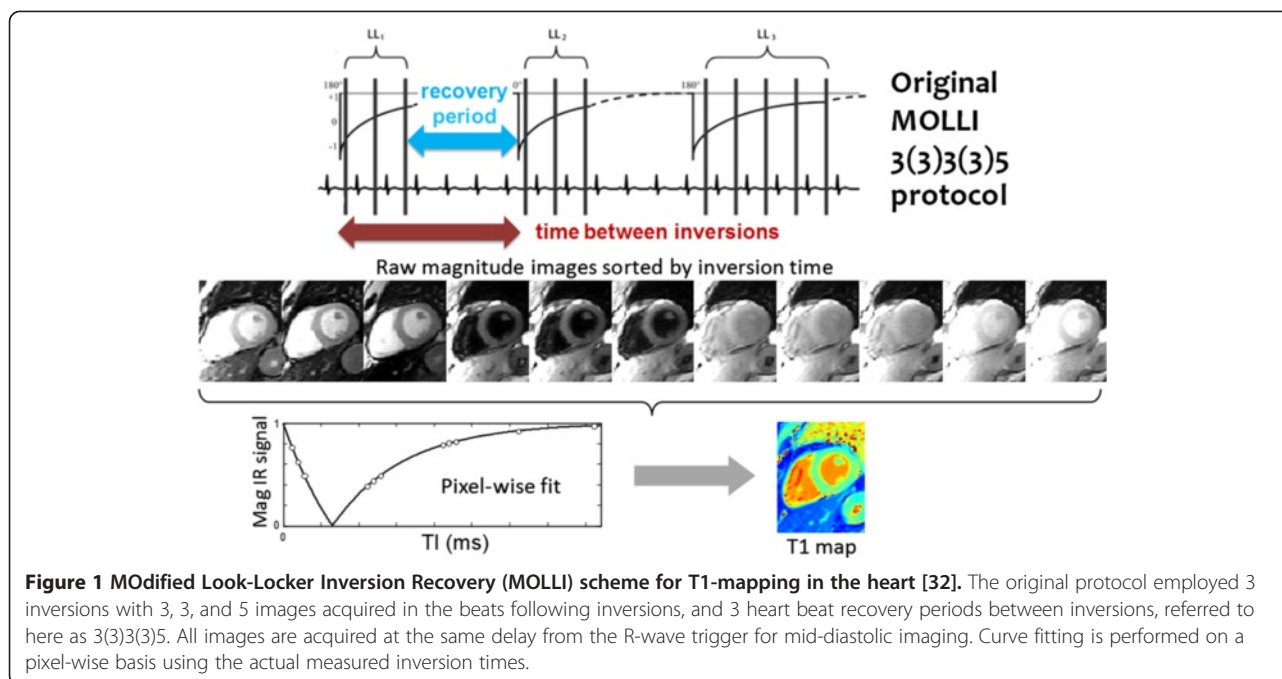 LL₁
LL₂
LL₃
180°
+1
0
-1
0°
180°
recovery
period
Original
MOLLI
3(3)3(3)5
protocol
time between inversions
Raw magnitude images sorted by inversion time
Mag IR signal
1
0
0
Pixel-wise fit
TI (ms)
T1 map
Figure 1 MOdified Look-Locker Inversion Recovery (MOLLI) scheme for T1-mapping in the heart [32]. The original protocol employed 3
inversions with 3, 3, and 5 images acquired in the beats following inversions, and 3 heart beat recovery periods between inversions, referred to
here as 3(3)3(3)5. All images are acquired at the same delay from the R-wave trigger for mid-diastolic imaging. Curve fitting is performed on a
pixel-wise basis using the actual measured inversion times.